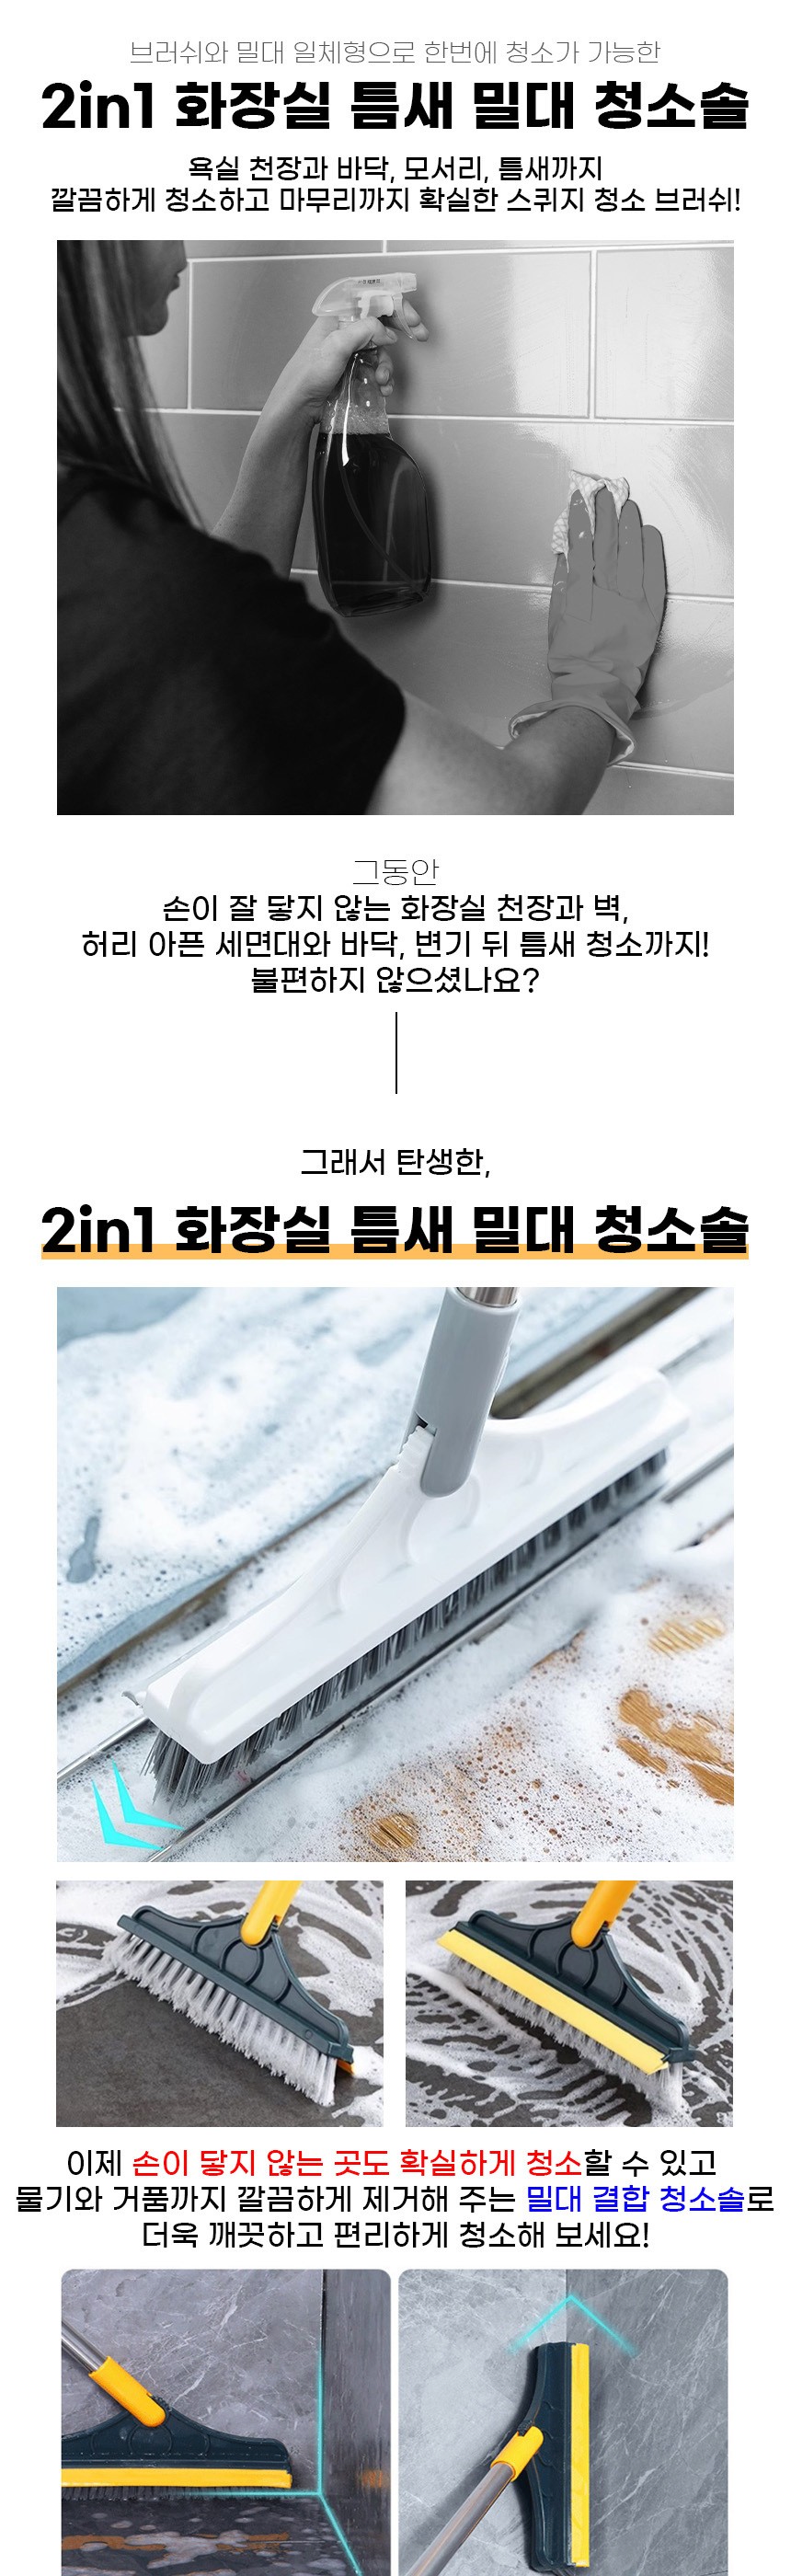 브러쉬와 밀대 일체형으로 한번에 청소가 가능한
2in1 화장실 틈새 밀대 청소솔
욕실 천장과 바닥, 모서리, 틈새까지
깔끔하게 청소하고 마무리까지 확실한 스퀴지 청소 브러쉬!
그동안
손이 잘 닿지 않는 화장실 천장과 벽,
허리 아픈 세면대와 바닥, 변기 뒤 틈새 청소까지!
불편하지 않으셨나요?
그래서 탄생한,
2in1 화장실 틈새 밀대 청소솔
이제 손이 닿지 않는 곳도 확실하게 청소할 수 있고
물기와 거품까지 깔끔하게 제거해 주는 밀대 결합 청소솔로
더욱 깨끗하고 편리하게 청소해 보세요!